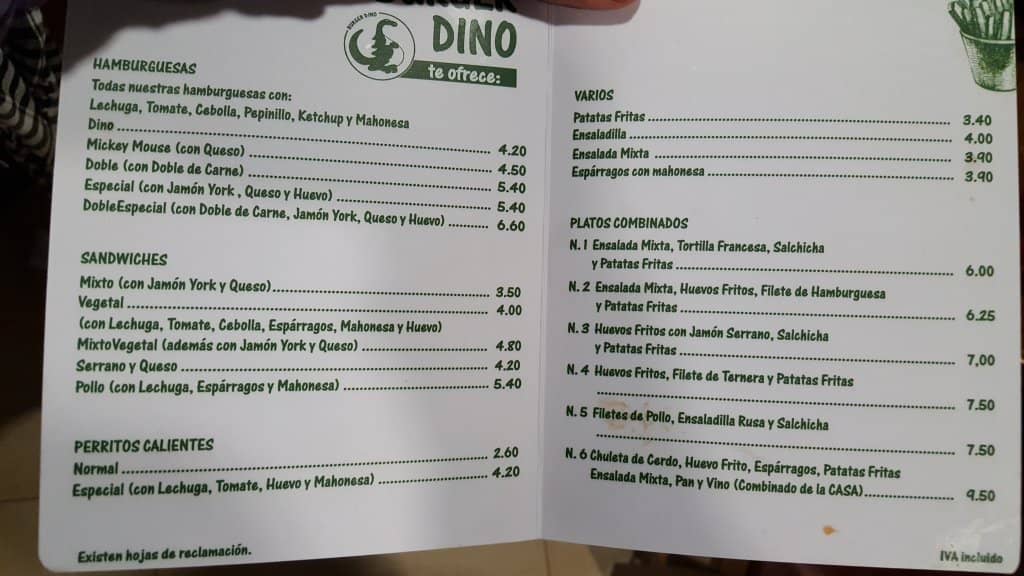 BURGER DINO
DINO
te ofrece:
HAMBURGUESAS
Todas nuestras hamburguesas con:
Lechuga, Tomate, Cebolla, Pepinillo, Ketchup y Mahonesa
Dino 4.20
Mickey Mouse (con Queso) 4.50
Doble (con Doble de Carne) 5.40
Especial (con Jamón York , Queso y Huevo) 5.40
DobleEspecial (con Doble de Carne, Jamón York, Queso y Huevo) 6.60
SANDWICHES
Mixto (con Jamón York y Queso) 3.50
Vegetal 4.00
(con Lechuga, Tomate, Cebolla, Espárragos, Mahonesa y Huevo)
MixtoVegetal (además con Jamón York y Queso) 4.80
Serrano y Queso 4.20
Pollo (con Lechuga, Espárragos y Mahonesa) 5.40
PERRITOS CALIENTES
Normal 2.60
Especial (con Lechuga, Tomate, Huevo y Mahonesa) 4.20
Existen hojas de reclamación.
VARIOS
Patatas Fritas 3.40
Ensaladilla 4.00
Ensalada Mixta 3.90
Espárragos con mahonesa 3.90
PLATOS COMBINADOS
N. 1 Ensalada Mixta, Tortilla Francesa, Salchicha
y Patatas Fritas 6.00
N. 2 Ensalada Mixta, Huevos Fritos, Filete de Hamburguesa
y Patatas Fritas 6.25
N. 3 Huevos Fritos con Jamón Serrano, Salchicha
y Patatas Fritas 7,00
N. 4 Huevos Fritos, Filete de Ternera y Patatas Fritas
7.50
N. 5 Filetes de Pollo, Ensaladilla Rusa y Salchicha
7.50
N. 6 Chuleta de Cerdo, Huevo Frito, Espárragos, Patatas Fritas
Ensalada Mixta, Pan y Vino (Combinado de la CASA) 9.50
IVA incluido